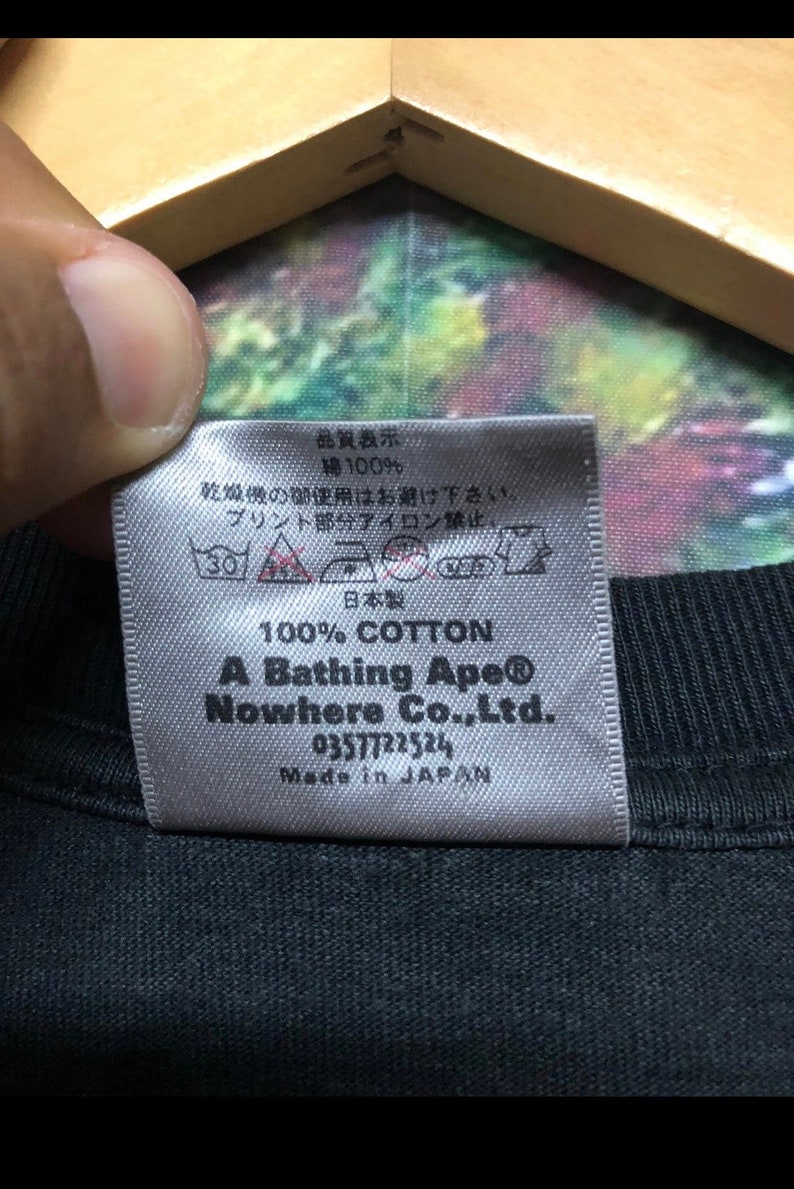 品質表示
綿100%
乾燥機の御使用はお避け下さい。
プリント部分アイロン禁止.
30
日本製
100% COTTON
A Bathing Ape®
Nowhere Co.,Ltd.
0357722524
Made in JAPAN